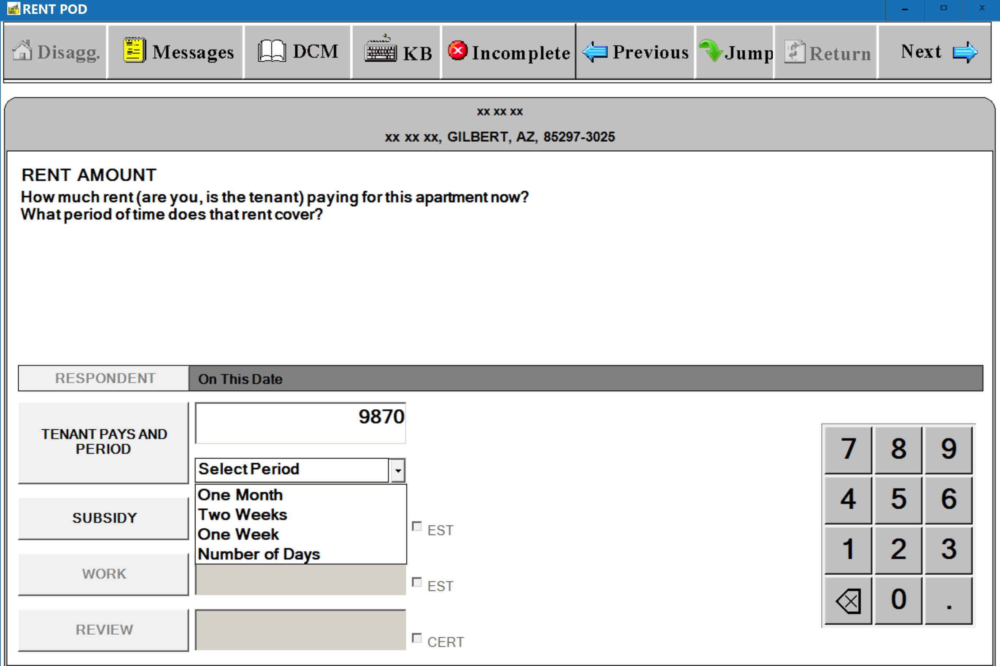 RENT POD
Disagg.
Messages
DCM
KB
Incomplete
Previous
Jump
Return
Next
xx xx xx
xx xx xx, GILBERT, AZ, 85297-3025
RENT AMOUNT
How much rent (are you, is the tenant) paying for this apartment now?
What period of time does that rent cover?
RESPONDENT
On This Date
TENANT PAYS AND
PERIOD
9870
Select Period
One Month
Two Weeks
One Week
Number of Days
SUBSIDY
EST
WORK
EST
REVIEW
CERT
7 8 9
4 5 6
1 2 3
0 .